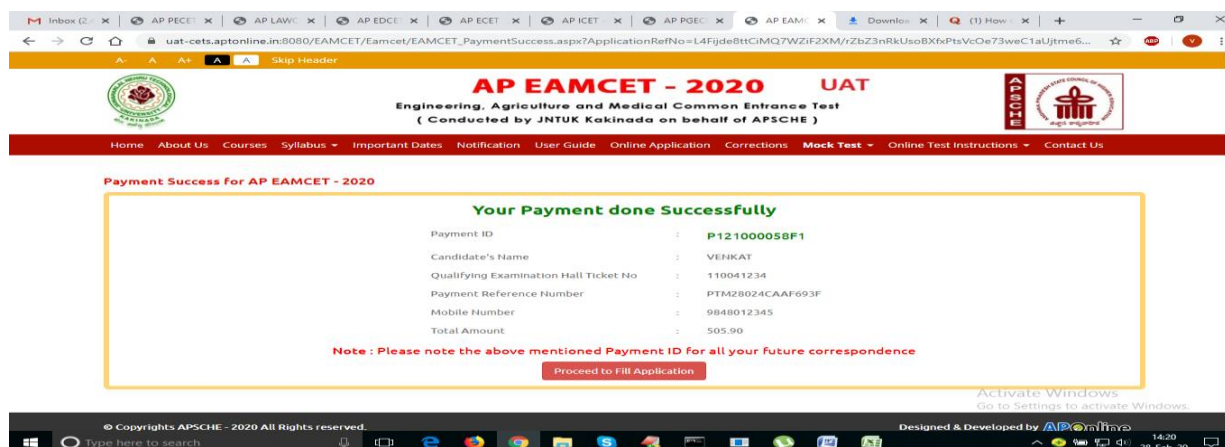 Inbox (2,
AP PECET
AP LAWC
AP EDCET
AP ECET
AP ICET -
AP PGEC
AP EAMC
Downloa
(1) How
uat-cets.aptonline.in:8080/EAMCET/Eamcet/EAMCET_PaymentSuccess.aspx?ApplicationRefNo=L4Fijde8ttCiMQ7WZiF2XM/rZbZ3nRkUsoBXfxPtsVcOe73weC1aUjtme6...
ABP
V
A- A A+ A A Skip Header
AP EAMCET - 2020 UAT
Engineering, Agriculture and Medical Common Entrance Test
( Conducted by JNTUK Kakinada on behalf of APSCHE )
APSCHE
Home About Us Courses Syllabus Important Dates Notification User Guide Online Application Corrections Mock Test Online Test Instructions Contact Us
Payment Success for AP EAMCET - 2020
Your Payment done Successfully
Payment ID : P121000058F1
Candidate's Name : VENKAT
Qualifying Examination Hall Ticket No : 110041234
Payment Reference Number : PTM28024CAAF693F
Mobile Number : 9848012345
Total Amount : 505.90
Note : Please note the above mentioned Payment ID for all your future correspondence
Proceed to Fill Application
Activate Windows
Go to Settings to activate Windows.
© Copyrights APSCHE - 2020 All Rights reserved.
Designed & Developed by APOnline
Type here to search
14:20
28-Feb-20